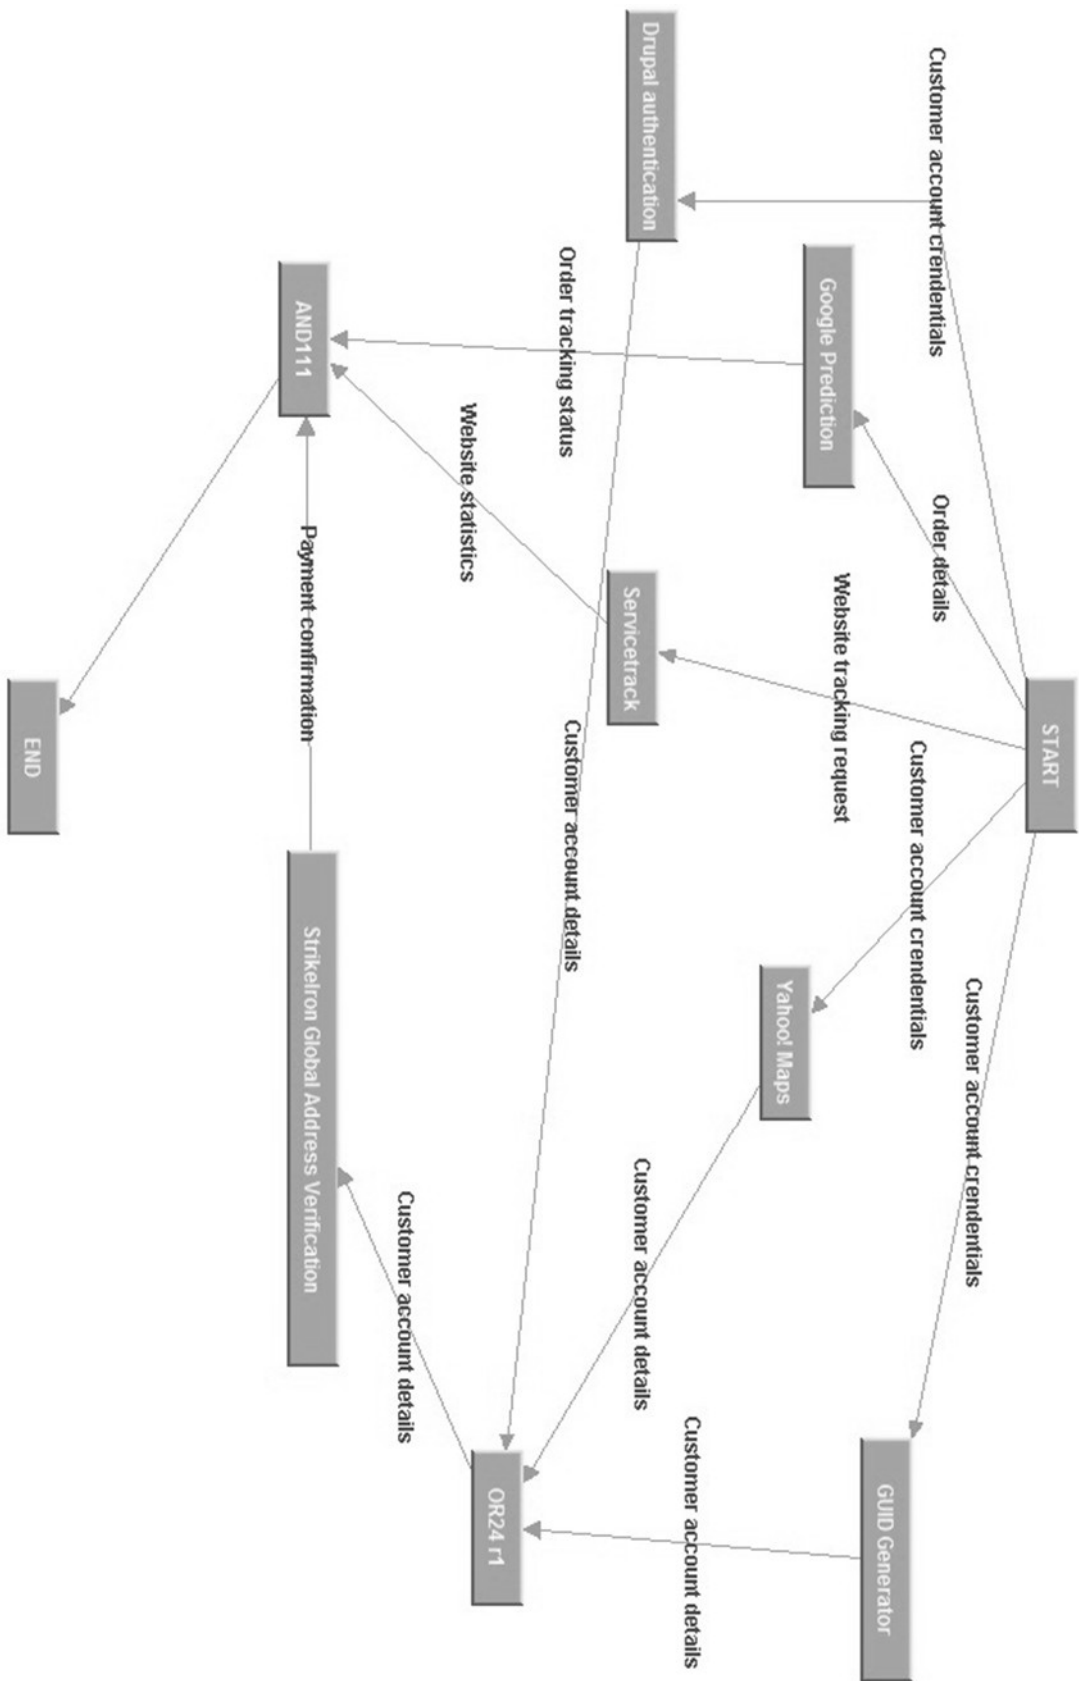 START
Customer account crendentials
Order details
Website tracking request
Customer account crendentials
Customer account crendentials
GUID Generator
Google Prediction
Yahoo! Maps
Drupal authentication
Servicetrack
Customer account details
Customer account details
Order tracking status
Customer account details
OR24 r1
Website statistics
Customer account details
AND111
Payment confirmation
StrikeIron Global Address Verification
END